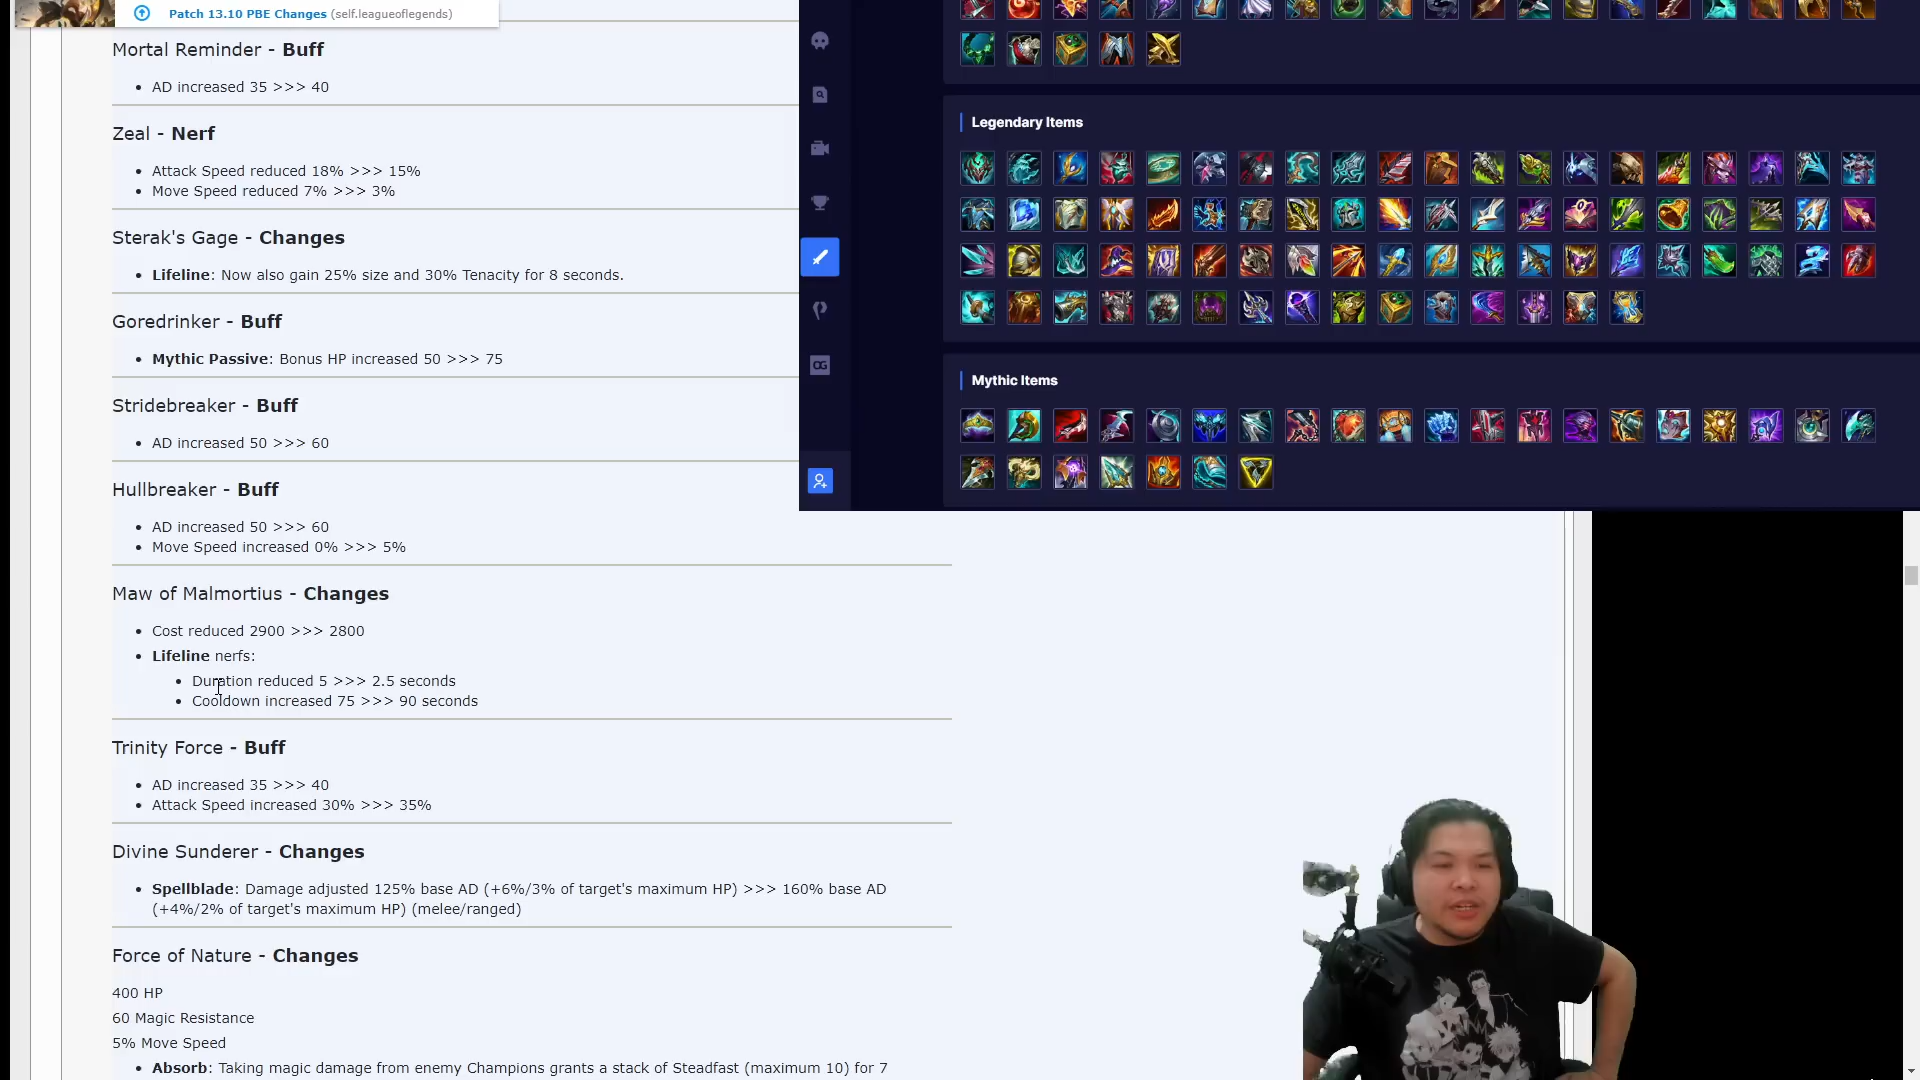 Patch 13.10 PBE Changes (self.leagueoflegends)
Mortal Reminder - Buff
AD increased 35 >>> 40
Zeal - Nerf
Attack Speed reduced 18% >>> 15%
Move Speed reduced 7% >>> 3%
Sterak's Gage - Changes
Lifeline: Now also gain 25% size and 30% Tenacity for 8 seconds.
Goredrinker - Buff
Mythic Passive: Bonus HP increased 50 >>> 75
Stridebreaker - Buff
AD increased 50 >>> 60
Hullbreaker - Buff
AD increased 50 >>> 60
Move Speed increased 0% >>> 5%
Maw of Malmortius - Changes
Cost reduced 2900 >>> 2800
Lifeline nerfs:
Duration reduced 5 >>> 2.5 seconds
Cooldown increased 75 >>> 90 seconds
Trinity Force - Buff
AD increased 35 >>> 40
Attack Speed increased 30% >>> 35%
Divine Sunderer - Changes
Spellblade: Damage adjusted 125% base AD (+6%/3% of target's maximum HP) >>> 160% base AD
(+4%/2% of target's maximum HP) (melee/ranged)
Force of Nature - Changes
400 HP
60 Magic Resistance
5% Move Speed
Absorb: Taking magic damage from enemy Champions grants a stack of Steadfast (maximum 10) for 7
Legendary Items
Mythic Items
OG